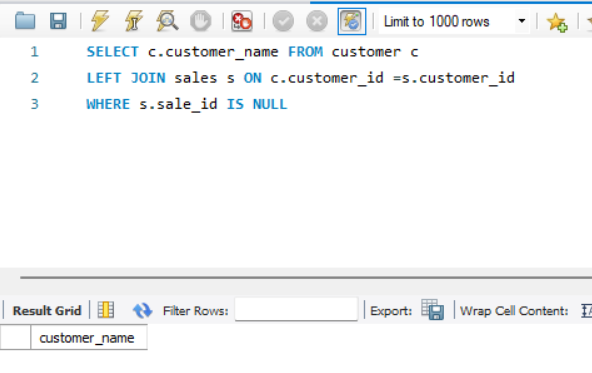 Limit to 1000 rows
1 SELECT c.customer_name FROM customer c
2 LEFT JOIN sales s ON c.customer_id =s.customer_id
3 WHERE s.sale_id IS NULL
Result Grid Filter Rows: Export: Wrap Cell Content:
customer_name